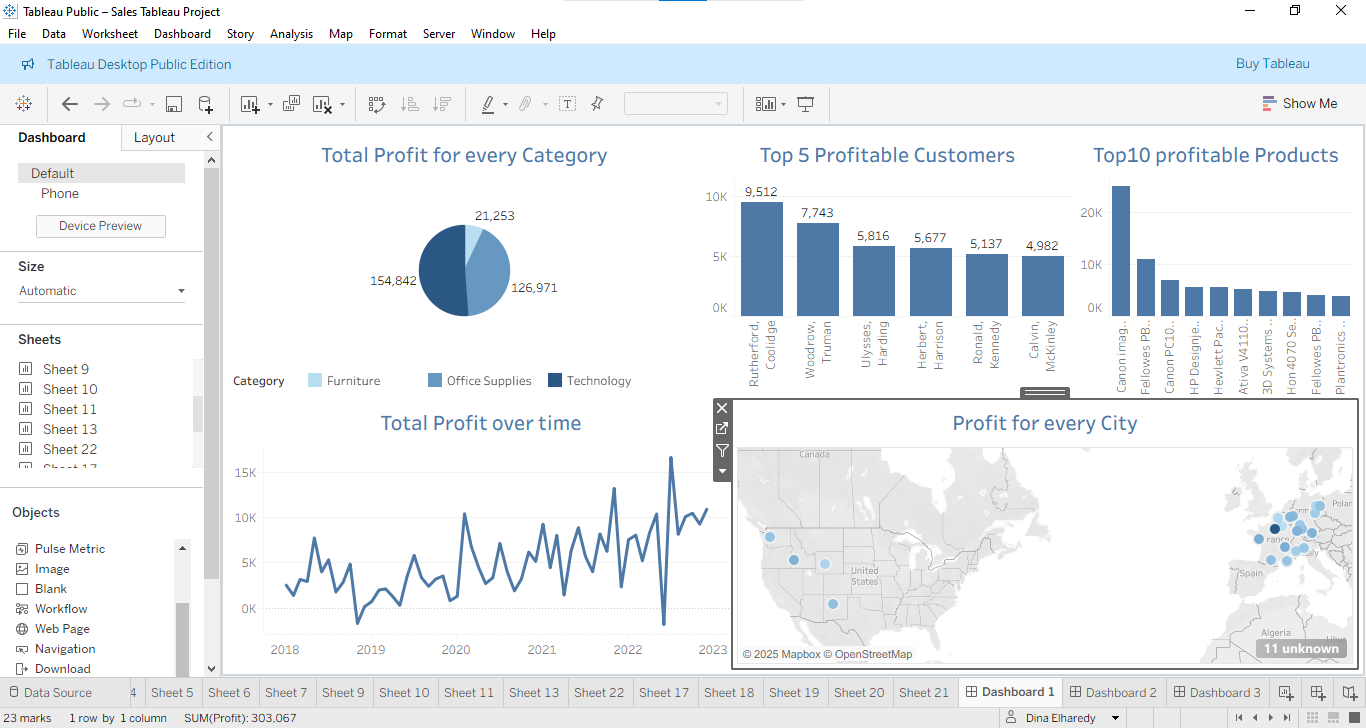 Tableau Public – Sales Tableau Project
File Data Worksheet Dashboard Story Analysis Map Format Server Window Help
Tableau Desktop Public Edition
Buy Tableau
Show Me
Dashboard
Layout
Default
Phone
Device Preview
Size
Automatic
Sheets
Sheet 9
Sheet 10
Sheet 11
Sheet 13
Sheet 22
Objects
Pulse Metric
Image
Blank
Workflow
Web Page
Navigation
Download
Total Profit for every Category
21,253
154,842
126,971
Category
Furniture
Office Supplies
Technology
Top 5 Profitable Customers
10K
5K
0K
9,512
7,743
5,816
5,677
5,137
4,982
Rutherford, Coolidge
Woodrow, Truman
Ulysses, Harding
Herbert, Harrison
Ronald, Kennedy
Calvin, McKinley
Top10 profitable Products
20K
10K
0K
Canon imag..
Fellowes PB..
Canon PC10..
HP Designje..
Hewlett Pac..
Ativa V4110..
3D Systems ..
Hon 4070 Se..
Fellowes PB..
Plantronics ..
Total Profit over time
15K
10K
5K
0K
2018
2019
2020
2021
2022
2023
Profit for every City
Canada
United
States
Spain
Algeria
11 unknown
© 2025 Mapbox © OpenStreetMap
Data Source
4
Sheet 5
Sheet 6
Sheet 7
Sheet 9
Sheet 10
Sheet 11
Sheet 13
Sheet 22
Sheet 17
Sheet 18
Sheet 19
Sheet 20
Sheet 21
Dashboard 1
Dashboard 2
Dashboard 3
23 marks
1 row by 1 column
SUM(Profit): 303,067
Dina Elharedy